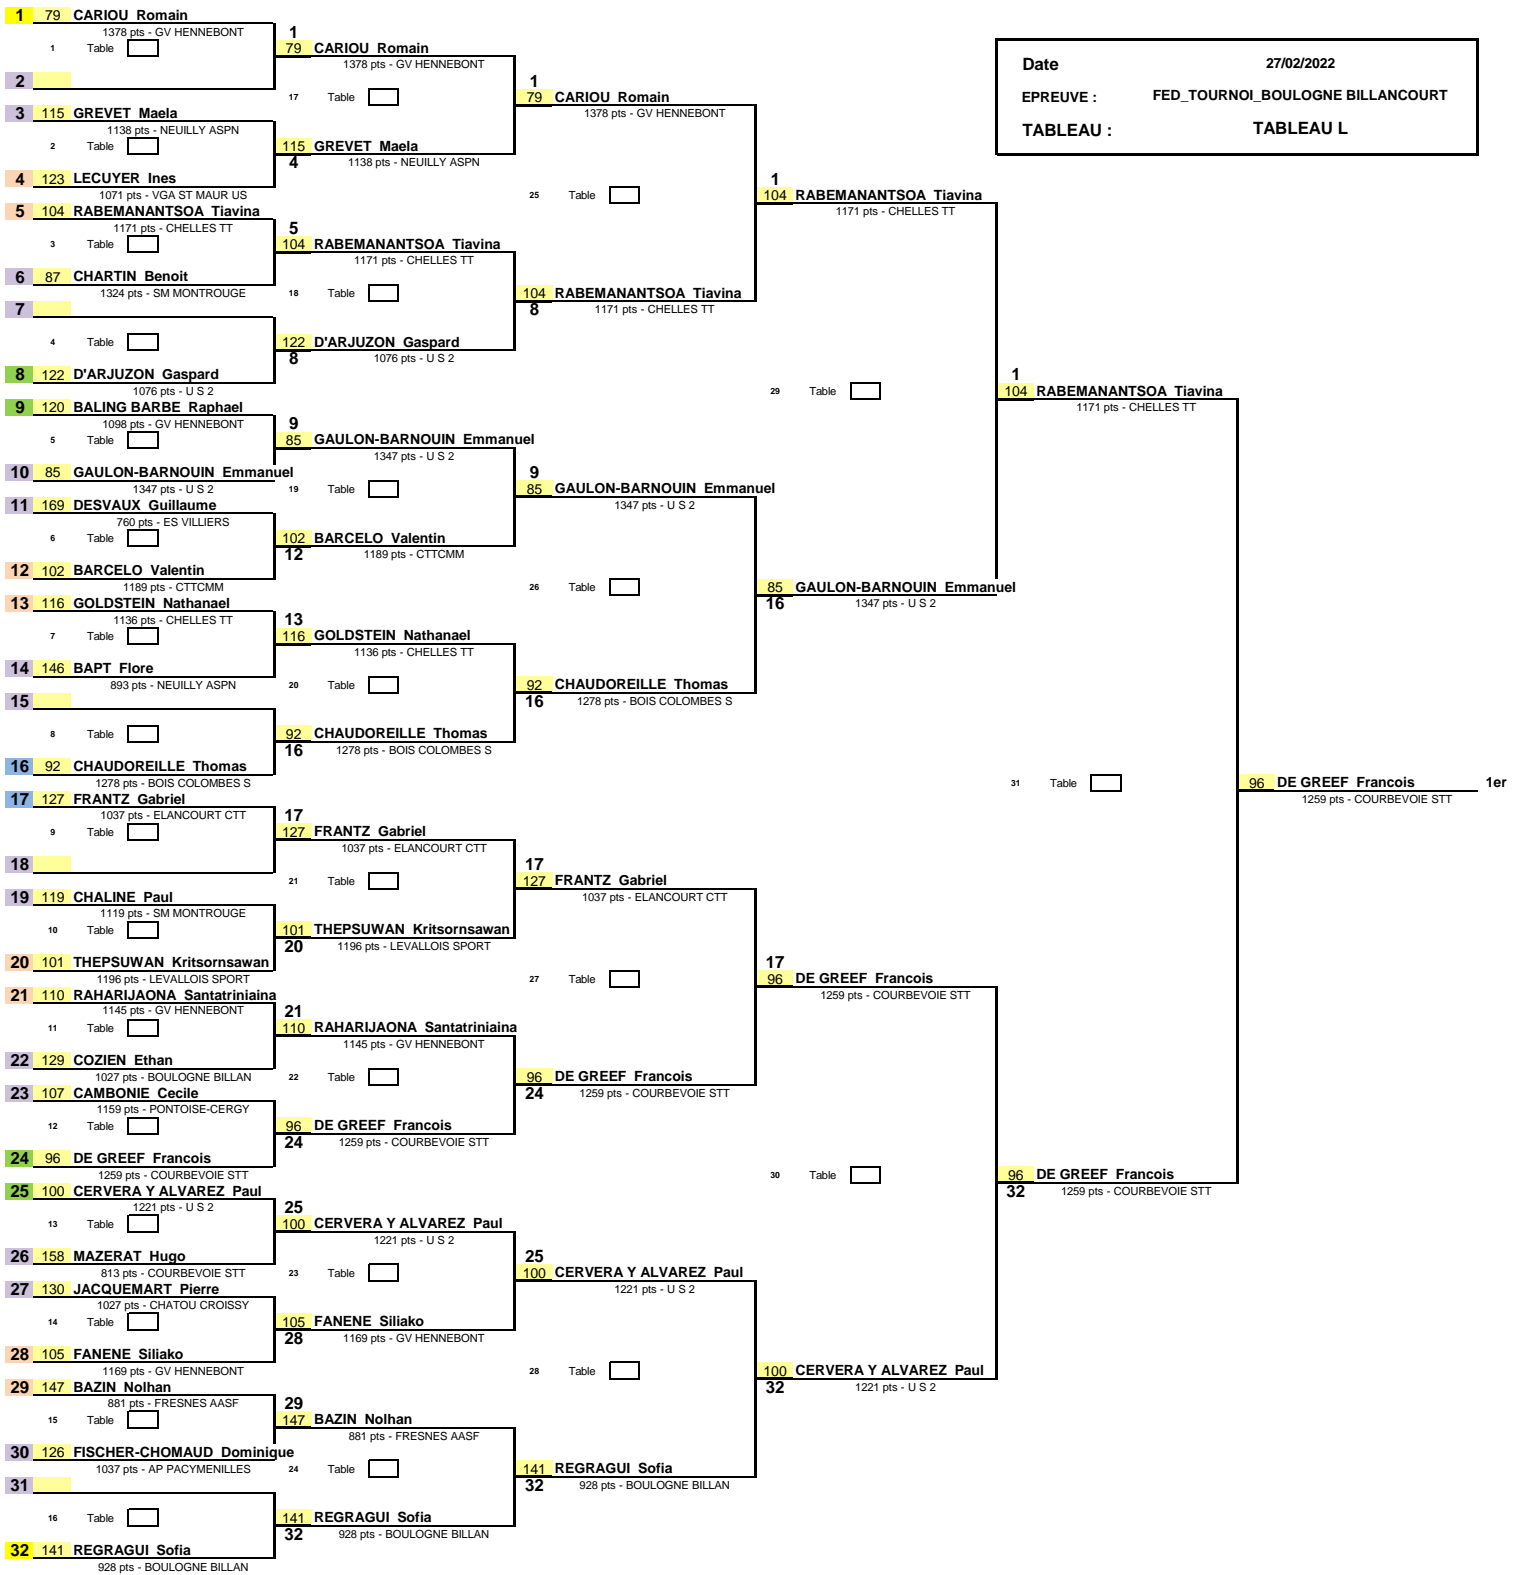 Date 27/02/2022
EPREUVE : FED_TOURNOI_BOULOGNE BILLANCOURT
TABLEAU : TABLEAU L
1 79 CARIOU Romain
1378 pts - GV HENNEBONT
1 Table
2
3 115 GREVET Maela
1138 pts - NEUILLY ASPN
2 Table
4 123 LECUYER Ines
1071 pts - VGA ST MAUR US
5 104 RABEMANANTSOA Tiavina
1171 pts - CHELLES TT
3 Table
6 87 CHARTIN Benoit
1324 pts - SM MONTROUGE
7
4 Table
8 122 D'ARJUZON Gaspard
1076 pts - U S 2
9 120 BALING BARBE Raphael
1098 pts - GV HENNEBONT
5 Table
10 85 GAULON-BARNOUIN Emmanuel
1347 pts - U S 2
11 169 DESVAUX Guillaume
760 pts - ES VILLIERS
6 Table
12 102 BARCELO Valentin
1189 pts - CTTCMM
13 116 GOLDSTEIN Nathanael
1136 pts - CHELLES TT
7 Table
14 146 BAPT Flore
893 pts - NEUILLY ASPN
15
8 Table
16 92 CHAUDOREILLE Thomas
1278 pts - BOIS COLOMBES S
17 127 FRANTZ Gabriel
1037 pts - ELANCOURT CTT
9 Table
18
19 119 CHALINE Paul
1119 pts - SM MONTROUGE
10 Table
20 101 THEPSUWAN Kritsornsawan
1196 pts - LEVALLOIS SPORT
21 110 RAHARIJAONA Santatriniaina
1145 pts - GV HENNEBONT
11 Table
22 129 COZIEN Ethan
1027 pts - BOULOGNE BILLAN
23 107 CAMBONIE Cecile
1159 pts - PONTOISE-CERGY
12 Table
24 96 DE GREEF Francois
1259 pts - COURBEVOIE STT
25 100 CERVERA Y ALVAREZ Paul
1221 pts - U S 2
13 Table
26 158 MAZERAT Hugo
813 pts - COURBEVOIE STT
27 130 JACQUEMART Pierre
1027 pts - CHATOU CROISSY
14 Table
28 105 FANENE Siliako
1169 pts - GV HENNEBONT
29 147 BAZIN Nolhan
881 pts - FRESNES AASF
15 Table
30 126 FISCHER-CHOMAUD Dominique
1037 pts - AP PACYMENILLES
31
16 Table
32 141 REGRAGUI Sofia
928 pts - BOULOGNE BILLAN
1
79 CARIOU Romain
1378 pts - GV HENNEBONT
17 Table
115 GREVET Maela
4 1138 pts - NEUILLY ASPN
5
104 RABEMANANTSOA Tiavina
1171 pts - CHELLES TT
18 Table
122 D'ARJUZON Gaspard
8 1076 pts - U S 2
9
85 GAULON-BARNOUIN Emmanuel
1347 pts - U S 2
19 Table
102 BARCELO Valentin
12 1189 pts - CTTCMM
13
116 GOLDSTEIN Nathanael
1136 pts - CHELLES TT
20 Table
92 CHAUDOREILLE Thomas
16 1278 pts - BOIS COLOMBES S
17
127 FRANTZ Gabriel
1037 pts - ELANCOURT CTT
21 Table
101 THEPSUWAN Kritsornsawan
20 1196 pts - LEVALLOIS SPORT
21
110 RAHARIJAONA Santatriniaina
1145 pts - GV HENNEBONT
22 Table
96 DE GREEF Francois
24 1259 pts - COURBEVOIE STT
25
100 CERVERA Y ALVAREZ Paul
1221 pts - U S 2
23 Table
105 FANENE Siliako
28 1169 pts - GV HENNEBONT
29
147 BAZIN Nolhan
881 pts - FRESNES AASF
24 Table
141 REGRAGUI Sofia
32 928 pts - BOULOGNE BILLAN
1
79 CARIOU Romain
1378 pts - GV HENNEBONT
25 Table
104 RABEMANANTSOA Tiavina
8 1171 pts - CHELLES TT
9
85 GAULON-BARNOUIN Emmanuel
1347 pts - U S 2
26 Table
92 CHAUDOREILLE Thomas
16 1278 pts - BOIS COLOMBES S
17
127 FRANTZ Gabriel
1037 pts - ELANCOURT CTT
27 Table
96 DE GREEF Francois
24 1259 pts - COURBEVOIE STT
25
100 CERVERA Y ALVAREZ Paul
1221 pts - U S 2
28 Table
141 REGRAGUI Sofia
32 928 pts - BOULOGNE BILLAN
1
104 RABEMANANTSOA Tiavina
1171 pts - CHELLES TT
29 Table
85 GAULON-BARNOUIN Emmanuel
16 1347 pts - U S 2
17
96 DE GREEF Francois
1259 pts - COURBEVOIE STT
30 Table
100 CERVERA Y ALVAREZ Paul
32 1221 pts - U S 2
1
104 RABEMANANTSOA Tiavina
1171 pts - CHELLES TT
31 Table
96 DE GREEF Francois
32 1259 pts - COURBEVOIE STT
96 DE GREEF Francois 1er
1259 pts - COURBEVOIE STT